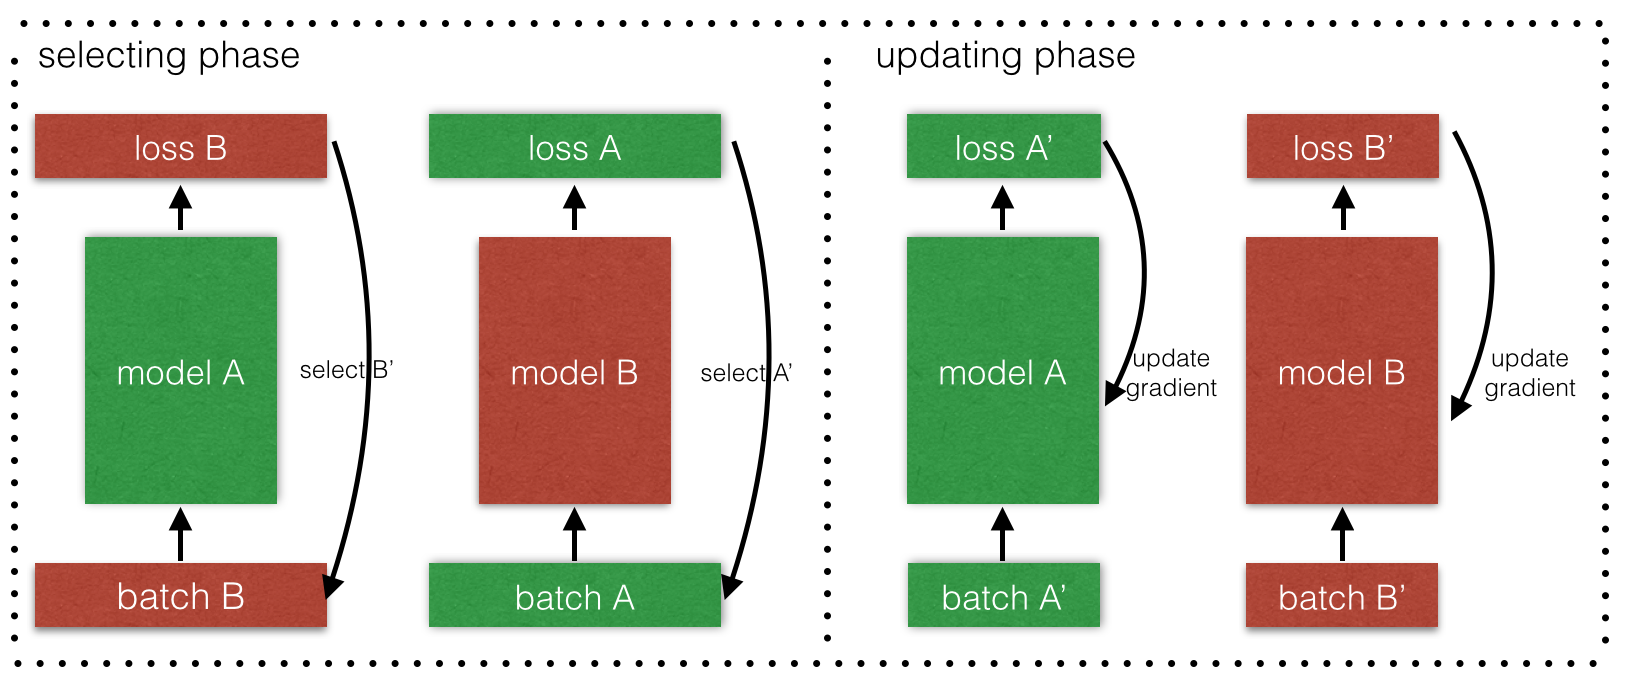 selecting phase
loss B
model A
batch B
select B'
loss A
model B
batch A
select A'
updating phase
loss A'
model A
batch A'
update
gradient
loss B'
model B
batch B'
update
gradient